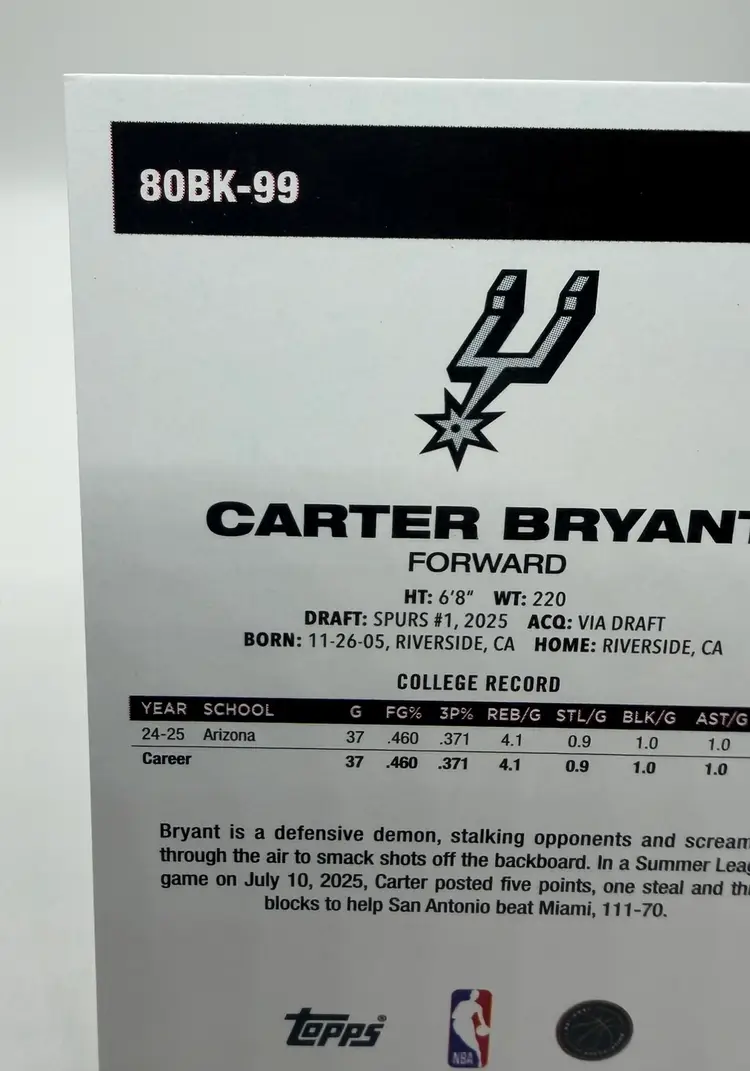 80BK-99
CARTER BRYANT
FORWARD
HT: 6'8" WT: 220
DRAFT: SPURS #1, 2025 ACQ: VIA DRAFT
BORN: 11-26-05, RIVERSIDE, CA HOME: RIVERSIDE, CA
COLLEGE RECORD
YEAR SCHOOL G FG% 3P% REB/G STL/G BLK/G AST/G
24-25 Arizona 37 .460 .371 4.1 0.9 1.0 1.0
Career 37 .460 .371 4.1 0.9 1.0 1.0
Bryant is a defensive demon, stalking opponents and scream
through the air to smack shots off the backboard. In a Summer Leag
game on July 10, 2025, Carter posted five points, one steal and th
blocks to help San Antonio beat Miami, 111-70.
Topps®
NBA